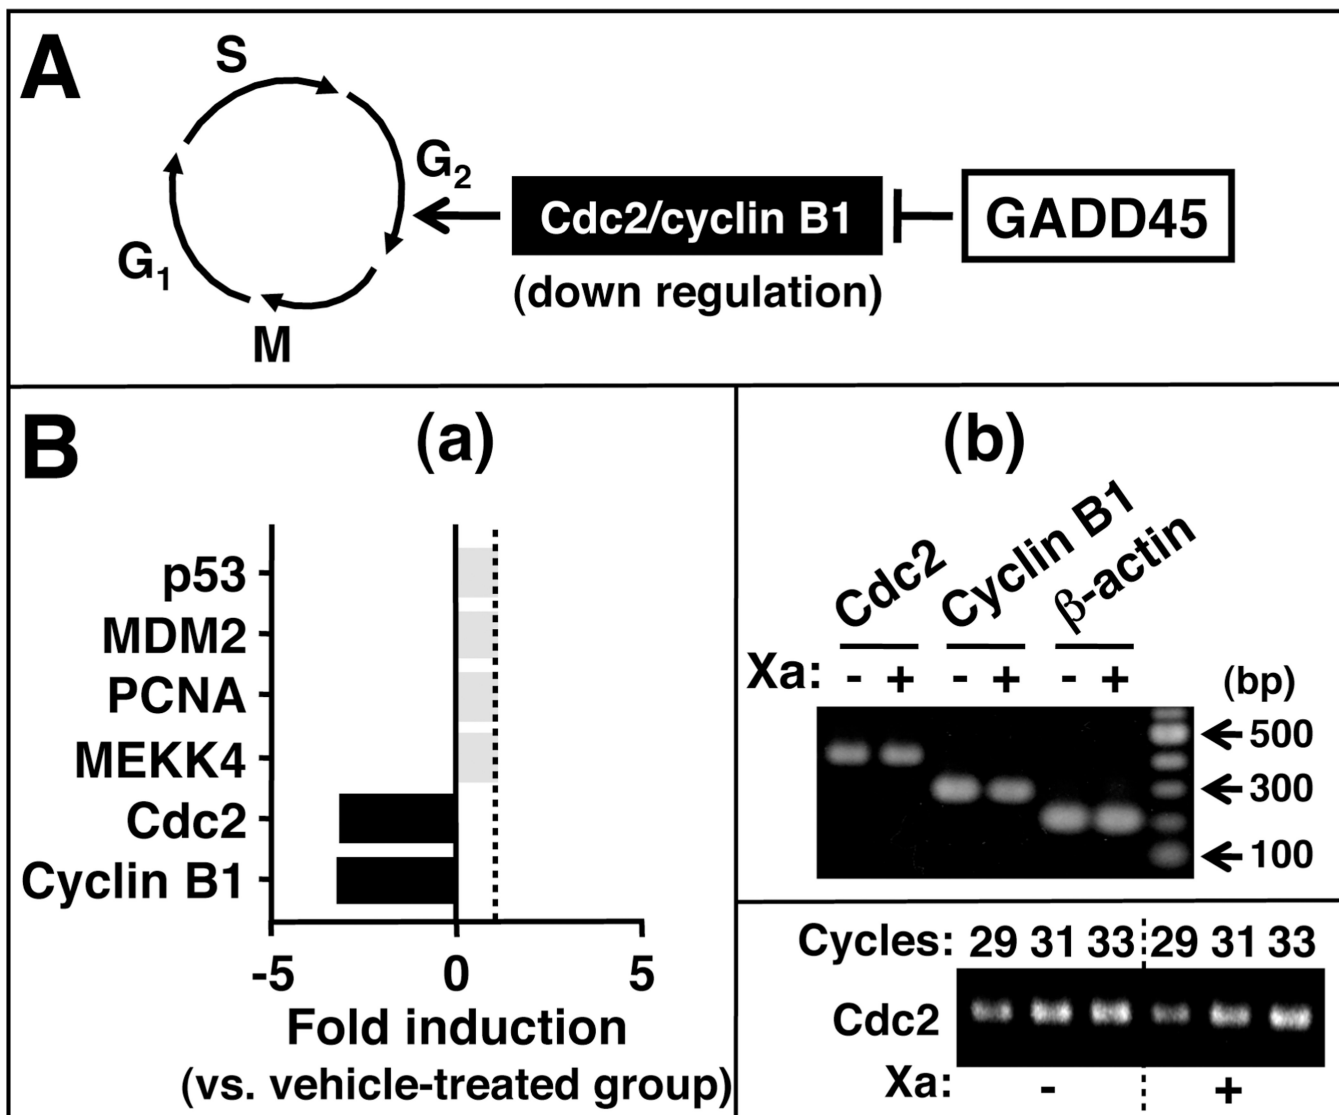 A
S
G₂
Cdc2/cyclin B1
GADD45
(down regulation)
G₁
M
B
(a)
p53
MDM2
PCNA
MEKK4
Cdc2
Cyclin B1
-5 0 5
Fold induction
(vs. vehicle-treated group)
(b)
Cdc2 Cyclin B1 β-actin
Xa: - + - + - + (bp)
500
300
100
Cycles: 29 31 33 29 31 33
Cdc2
Xa: - +